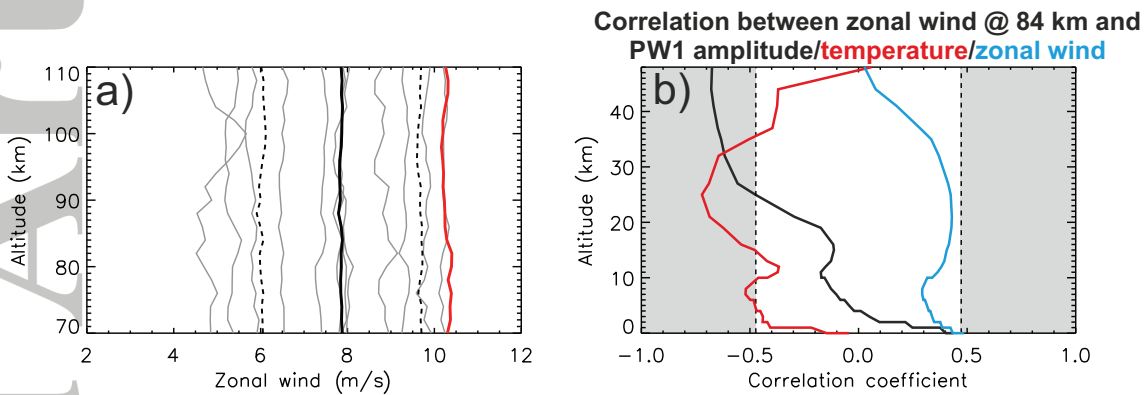 Correlation between zonal wind @ 84 km and
PW1 amplitude/temperature/zonal wind
a)
110
100
90
80
70
Altitude (km)
2 4 6 8 10 12
Zonal wind (m/s)
b)
40
30
20
10
0
Altitude (km)
−1.0 −0.5 0.0 0.5 1.0
Correlation coefficient